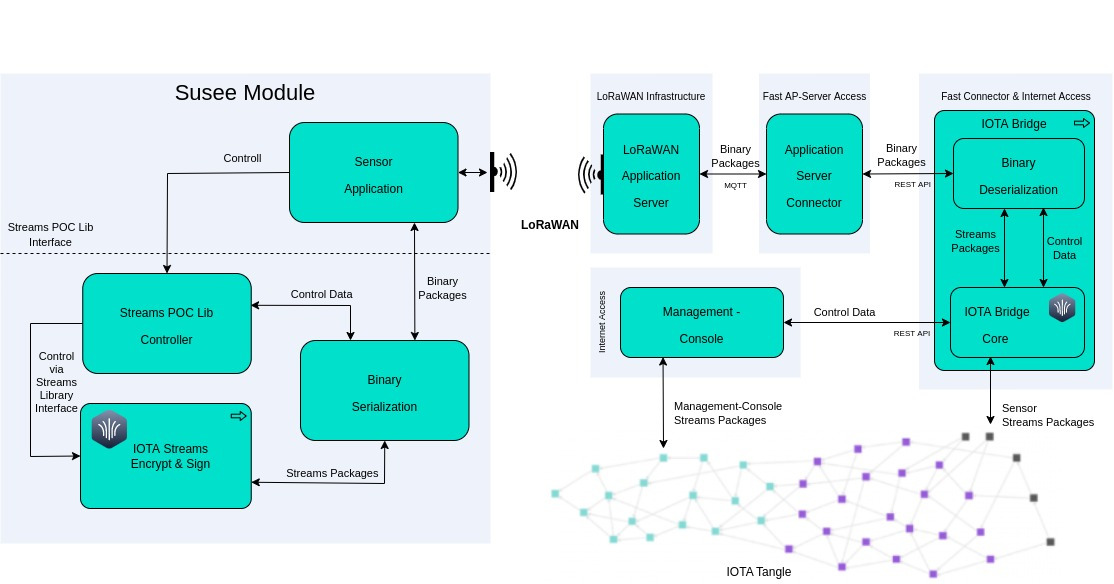 Susee Module
Sensor
Application
Controll
Streams POC Lib
Interface
Streams POC Lib
Controller
Control Data
Binary
Packages
Control
via
Streams
Library
Interface
Binary
Serialization
IOTA Streams
Encrypt & Sign
Streams Packages
LoRaWAN
LoRaWAN Infrastructure
LoRaWAN
Application
Server
Binary
Packages
MQTT
Fast AP-Server Access
Application
Server
Connector
Binary
Packages
REST API
Fast Connector & Internet Access
IOTA Bridge
Binary
Deserialization
Streams
Packages
Control
Data
IOTA Bridge
Core
Internet Access
Management -
Console
Control Data
REST API
Management-Console
Streams Packages
Sensor
Streams Packages
IOTA Tangle